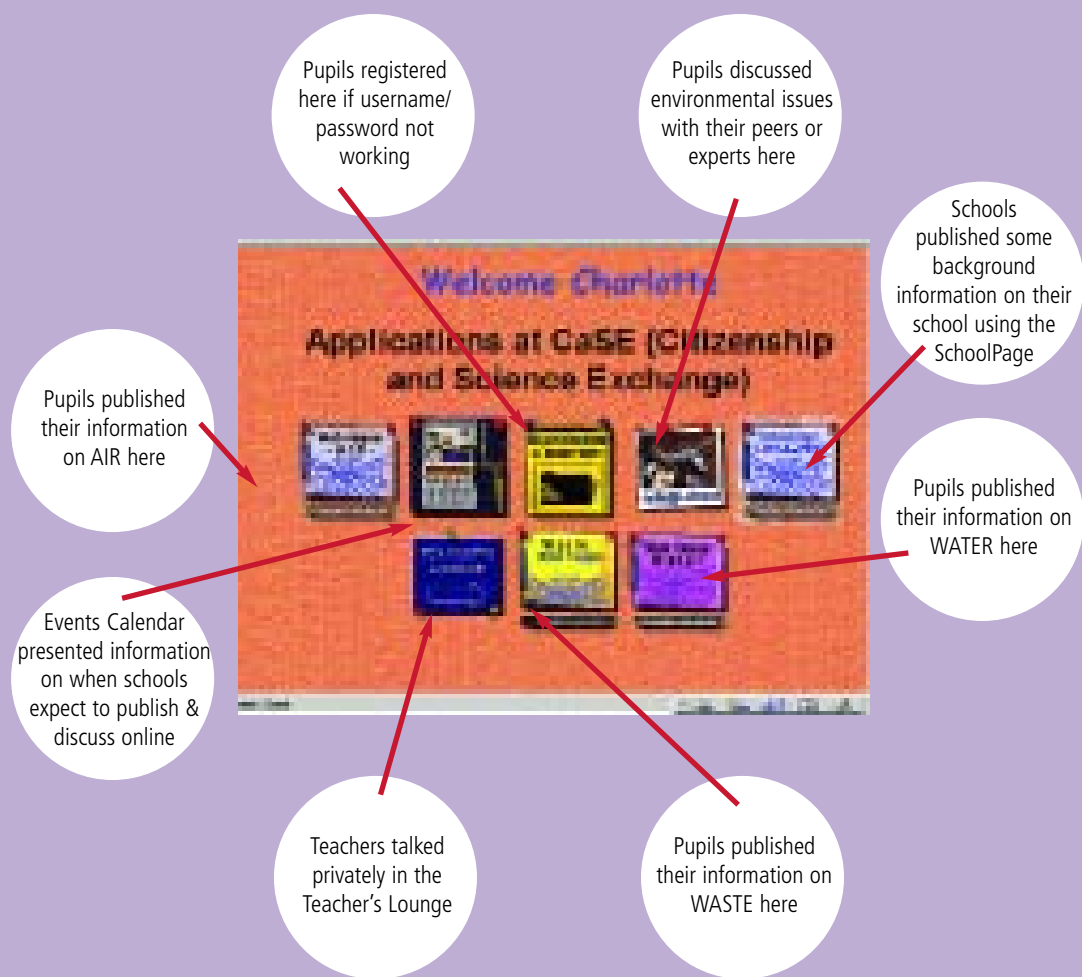 Pupils registered
here if username/
password not
working
Pupils discussed
environmental issues
with their peers or
experts here
Schools
published some
background
information on their
school using the
SchoolPage
Welcome Charlotte
Applications at CaSE (Citizenship
and Science Exchange)
Pupils published
their information
on AIR here
Pupils published
their information on
WATER here
Events Calendar
presented information
on when schools
expect to publish &
discuss online
Teachers talked
privately in the
Teacher's Lounge
Pupils published
their information on
WASTE here